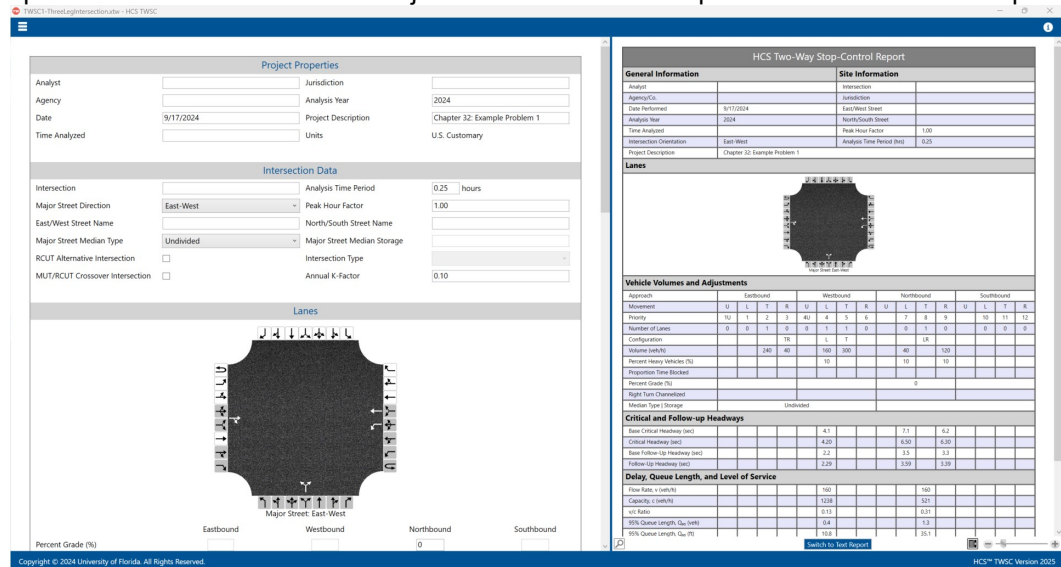 TWSC1-ThreeLegIntersection.xtw - HCS TWSC
Project Properties
Analyst Jurisdiction
Agency Analysis Year 2024
Date 9/17/2024 Project Description Chapter 32: Example Problem 1
Time Analyzed Units U.S. Customary
Intersection Data
Intersection Analysis Time Period 0.25 hours
Major Street Direction East-West Peak Hour Factor 1.00
East/West Street Name North/South Street Name
Major Street Median Type Undivided Major Street Median Storage
RCUT Alternative Intersection Intersection Type
MUT/RCUT Crossover Intersection Annual K-Factor 0.10
Lanes
Major Street: East-West
Eastbound Westbound Northbound Southbound
Percent Grade (%) 0
HCS Two-Way Stop-Control Report
General Information Site Information
Analyst Intersection
Agency/Co. Jurisdiction
Date Performed 9/17/2024 East/West Street
Analysis Year 2024 North/South Street
Time Analyzed Peak Hour Factor 1.00
Intersection Orientation East-West Analysis Time Period (hrs) 0.25
Project Description Chapter 32: Example Problem 1
Lanes
Major Street: East-West
Vehicle Volumes and Adjustments
Approach Eastbound Westbound Northbound Southbound
Movement U L T R U L T R U L T R U L T R
Priority 1U 1 2 3 4U 4 5 6 7 8 9 10 11 12
Number of Lanes 0 0 1 0 0 1 1 0 0 1 0 0 0 0
Configuration TR L T LR
Volume (veh/h) 240 40 160 300 40 120
Percent Heavy Vehicles (%) 10 10 10
Proportion Time Blocked
Percent Grade (%) 0
Right Turn Channelized
Median Type | Storage Undivided
Critical and Follow-up Headways
Base Critical Headway (sec) 4.1 7.1 6.2
Critical Headway (sec) 4.20 6.50 6.30
Base Follow-Up Headway (sec) 2.2 3.5 3.3
Follow-Up Headway (sec) 2.29 3.59 3.39
Delay, Queue Length, and Level of Service
Flow Rate, v (veh/h) 160 160
Capacity, c (veh/h) 1238 521
v/c Ratio 0.13 0.31
95% Queue Length, Q₉₅ (veh) 0.4 1.3
95% Queue Length, Q₉₅ (ft) 10.8 35.1
Switch to Text Report
Copyright © 2024 University of Florida. All Rights Reserved. HCS™ TWSC Version 2025